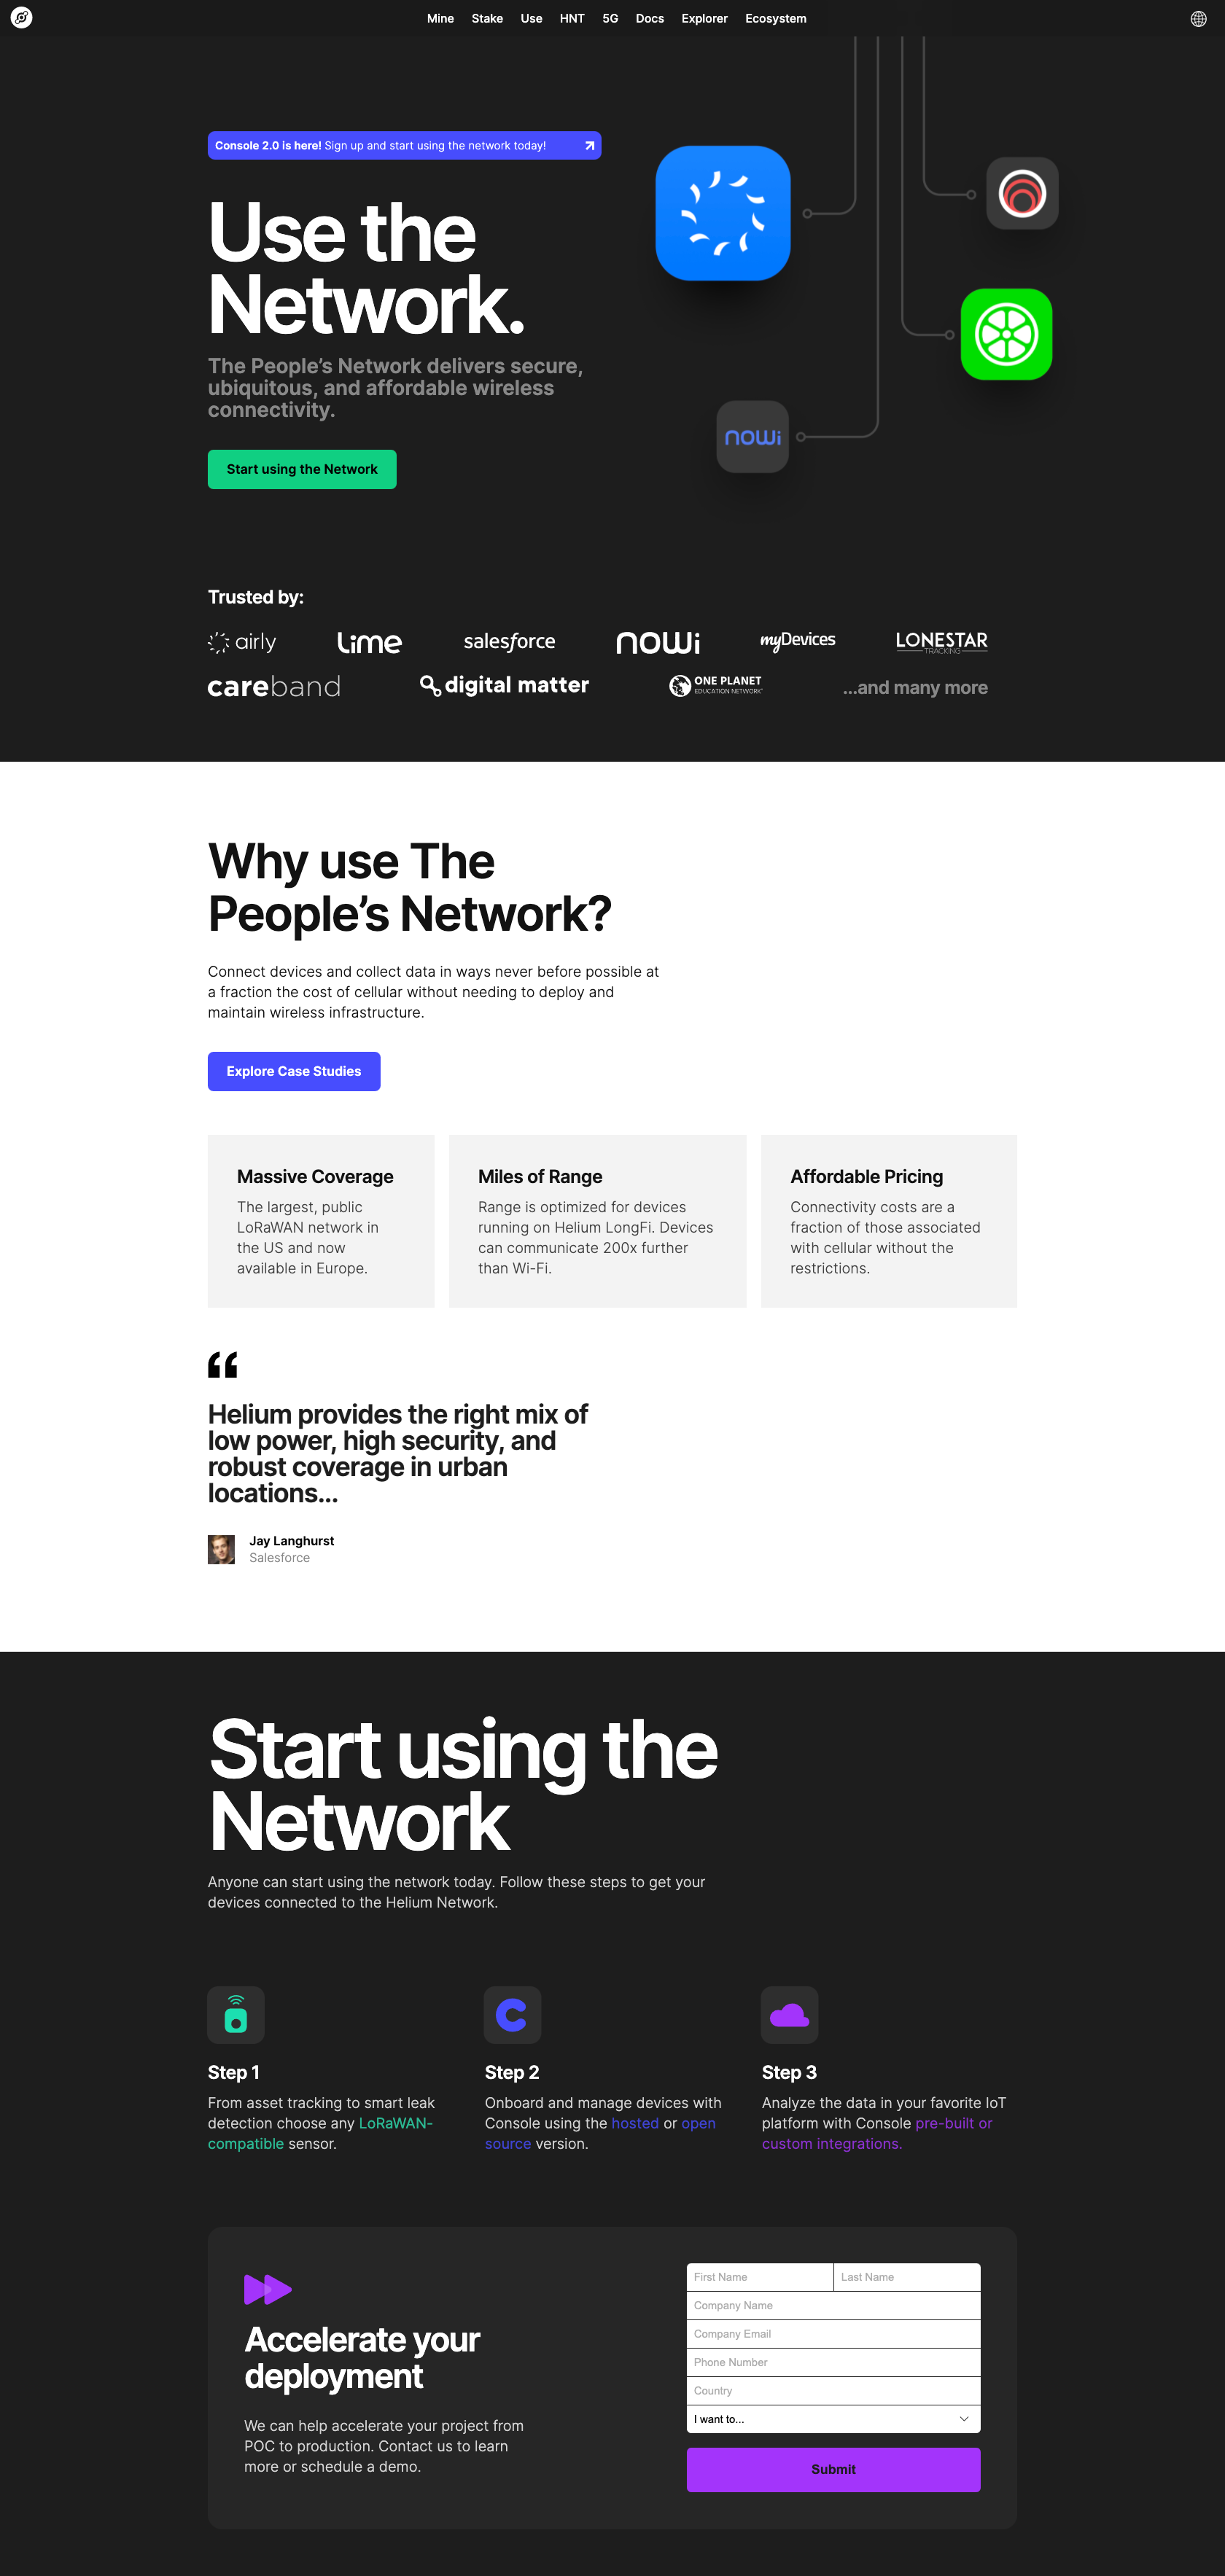 Mine Stake Use HNT 5G Docs Explorer Ecosystem
Console 2.0 is here! Sign up and start using the network today!
Use the
Network.
The People’s Network delivers secure,
ubiquitous, and affordable wireless
connectivity.
Start using the Network
nowi
Trusted by:
airly Lime salesforce nowi myDevices LONESTAR
TRACKING
careband digital matter ONE PLANET
EDUCATION NETWORK
...and many more
Why use The
People’s Network?
Connect devices and collect data in ways never before possible at
a fraction the cost of cellular without needing to deploy and
maintain wireless infrastructure.
Explore Case Studies
Massive Coverage
The largest, public
LoRaWAN network in
the US and now
available in Europe.
Miles of Range
Range is optimized for devices
running on Helium LongFi. Devices
can communicate 200x further
than Wi-Fi.
Affordable Pricing
Connectivity costs are a
fraction of those associated
with cellular without the
restrictions.
“
Helium provides the right mix of
low power, high security, and
robust coverage in urban
locations...
Jay Langhurst
Salesforce
Start using the
Network
Anyone can start using the network today. Follow these steps to get your
devices connected to the Helium Network.
Step 1
From asset tracking to smart leak
detection choose any LoRaWAN-
compatible sensor.
Step 2
Onboard and manage devices with
Console using the hosted or open
source version.
Step 3
Analyze the data in your favorite IoT
platform with Console pre-built or
custom integrations.
Accelerate your
deployment
We can help accelerate your project from
POC to production. Contact us to learn
more or schedule a demo.
First Name Last Name
Company Name
Company Email
Phone Number
Country
I want to...
Submit